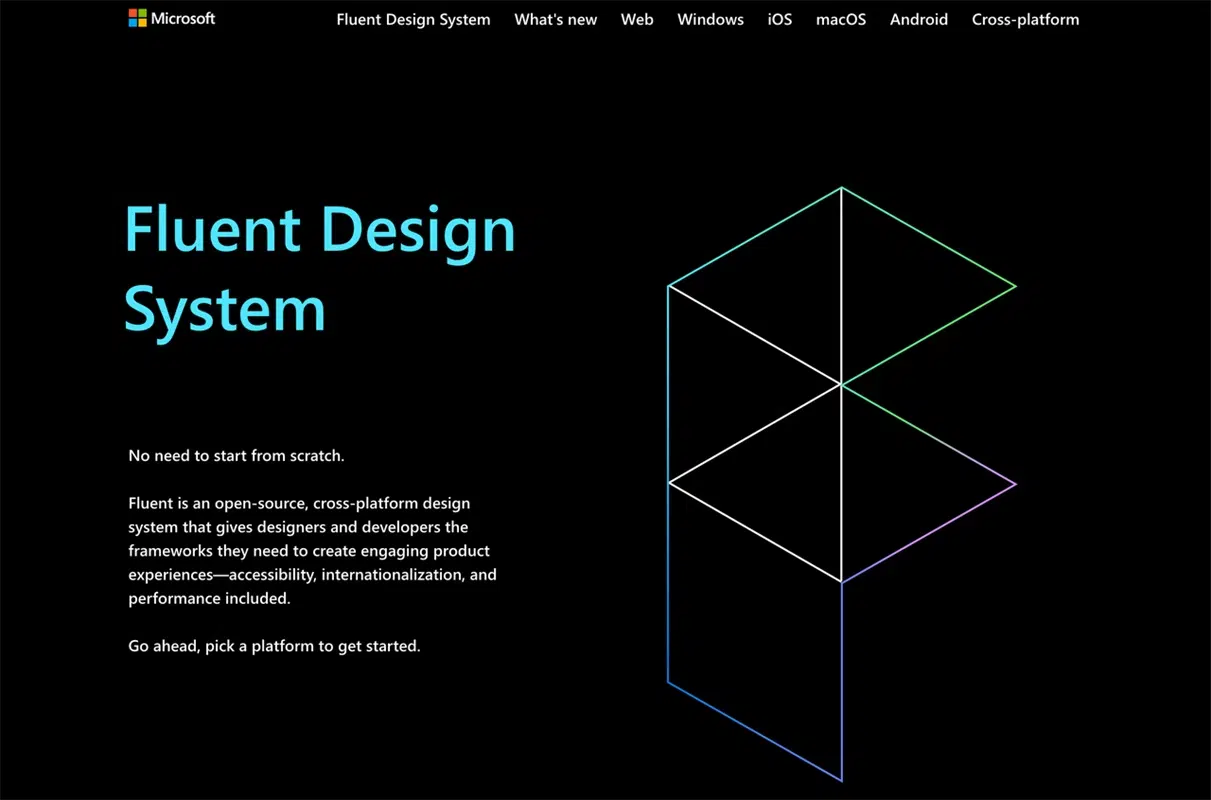 Microsoft
Fluent Design System What's new Web Windows iOS macOS Android Cross-platform
Fluent Design
System
No need to start from scratch.
Fluent is an open-source, cross-platform design
system that gives designers and developers the
frameworks they need to create engaging product
experiences—accessibility, internationalization, and
performance included.
Go ahead, pick a platform to get started.